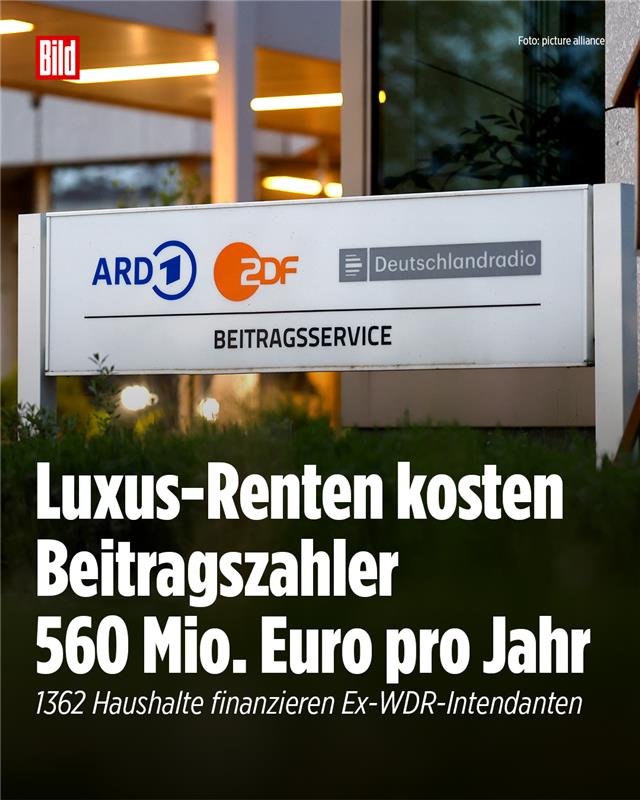 Bild
Foto: picture alliance
ARD 1
ZDF
Deutschlandradio
BEITRAGSSERVICE
Luxus-Renten kosten
Beitragszahler
560 Mio. Euro pro Jahr
1362 Haushalte finanzieren Ex-WDR-Intendanten